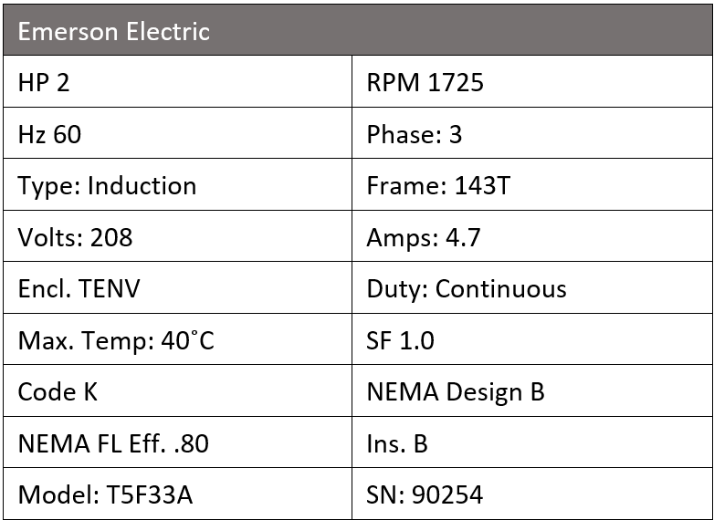 Emerson Electric
HP 2
RPM 1725
Hz 60
Phase: 3
Type: Induction
Frame: 143T
Volts: 208
Amps: 4.7
Encl. TENV
Duty: Continuous
Max. Temp: 40˚C
SF 1.0
Code K
NEMA Design B
NEMA FL Eff. .80
Ins. B
Model: T5F33A
SN: 90254